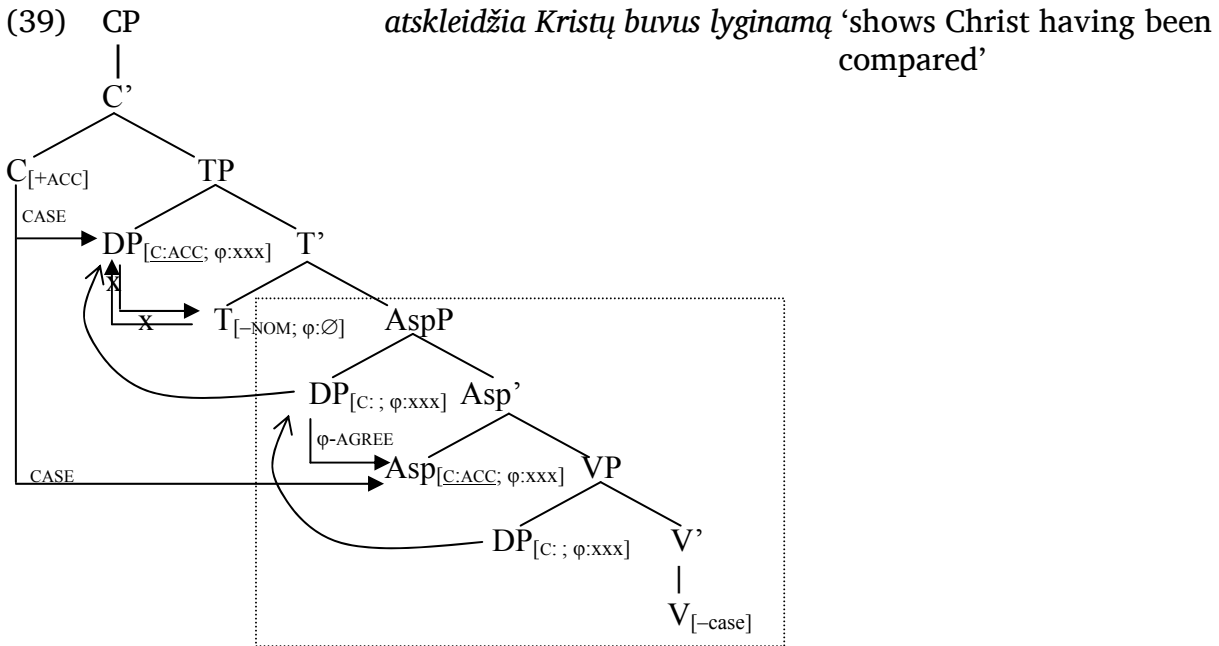 (39) CP atskleidžia Kristų buvus lyginamą ‘shows Christ having been
compared’
C’
C[+ACC] TP
CASE
DP[C:ACC; φ:xxx] T’
x
x T[–NOM; φ:∅] AspP
DP[C: ; φ:xxx] Asp’
φ-AGREE
Asp[C:ACC; φ:xxx] VP
CASE
DP[C: ; φ:xxx] V’
V[–case]